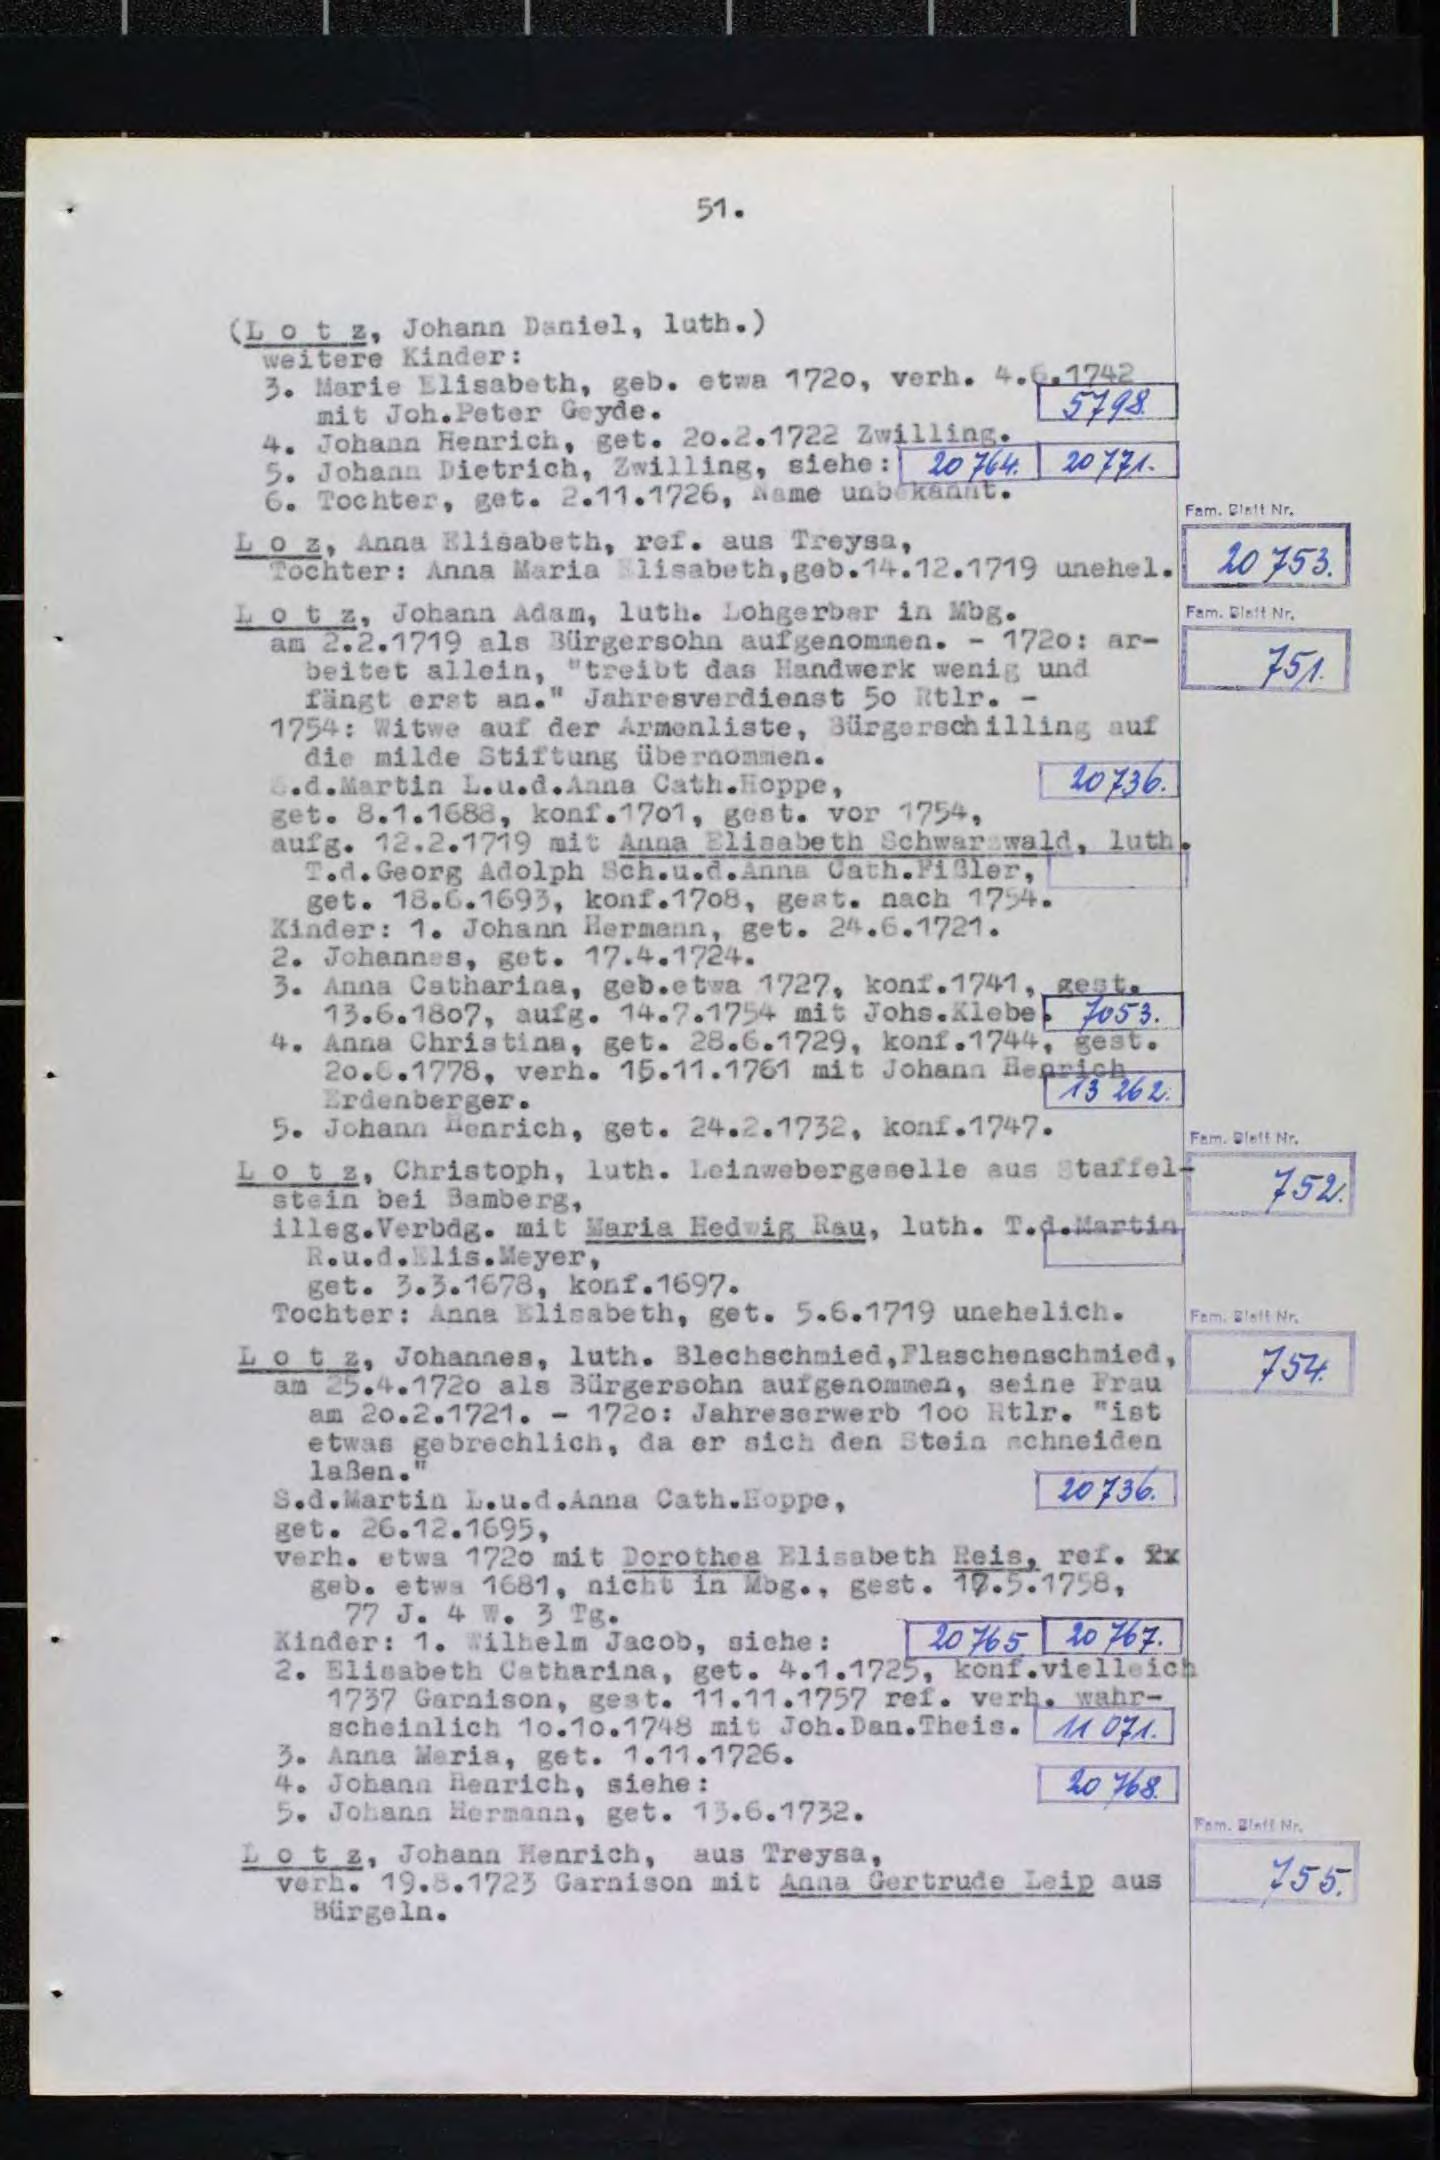 51.
(L o t z, Johann Daniel, luth.)
weitere Kinder:
3. Marie Elisabeth, geb. etwa 172o, verh. 4.6.1742
mit Joh.Peter Geyde. 5798.
4. Johann Henrich, get. 2o.2.1722 Zwilling.
5. Johann Dietrich, Zwilling, siehe: 20764. 20771.
6. Tochter, get. 2.11.1726, Name unbekannt.
Fam. Blatt Nr.
L o z, Anna Elisabeth, ref. aus Treysa,
20753.
Tochter: Anna Maria Elisabeth,geb.14.12.1719 unehel.
L o t z, Johann Adam, luth. Lohgerber in Mbg. Fam. Blatt Nr.
am 2.2.1719 als Bürgersohn aufgenommen. - 172o: ar-
beitet allein, "treibt das Handwerk wenig und 751.
fängt erst an." Jahresverdienst 5o Rtlr. -
1754: Witwe auf der Armenliste, Bürgerschilling auf
die milde Stiftung übernommen.
S.d.Martin L.u.d.Anna Cath.Hoppe, 20736.
get. 8.1.1688, konf.17o1, gest. vor 1754,
aufg. 12.2.1719 mit Anna Elisabeth Schwarzwald, luth.
T.d.Georg Adolph Sch.u.d.Anna Cath.Fißler,
get. 18.6.1693, konf.17o8, gest. nach 1754.
Kinder: 1. Johann Hermann, get. 24.6.1721.
2. Johannes, get. 17.4.1724.
3. Anna Catharina, geb.etwa 1727, konf.1741, gest.
13.6.18o7, aufg. 14.7.1754 mit Johs.Klebe. 7053.
4. Anna Christina, get. 28.6.1729, konf.1744, gest.
2o.6.1778, verh. 15.11.1761 mit Johann Henrich
Erdenberger. 13262.
5. Johann Henrich, get. 24.2.1732, konf.1747.
Fam. Blatt Nr.
L o t z, Christoph, luth. Leinwebergeselle aus Staffel-
752.
stein bei Bamberg,
illeg.Verbdg. mit Maria Hedwig Rau, luth. T.d.Martin
R.u.d.Elis.Meyer,
get. 3.3.1678, konf.1697.
Tochter: Anna Elisabeth, get. 5.6.1719 unehelich. Fam. Blatt Nr.
L o t z, Johannes, luth. Blechschmied,Flaschenschmied, 754.
am 25.4.172o als Bürgersohn aufgenommen, seine Frau
am 2o.2.1721. - 172o: Jahreserwerb 1oo Rtlr. "ist
etwas gebrechlich, da er sich den Stein schneiden
laßen."
S.d.Martin L.u.d.Anna Cath.Hoppe, 20736.
get. 26.12.1695,
verh. etwa 172o mit Dorothea Elisabeth Reis, ref.
geb. etwa 1681, nicht in Mbg., gest. 17.5.1758,
77 J. 4 W. 3 Tg.
Kinder: 1. Wilhelm Jacob, siehe: 20765 20767.
2. Elisabeth Catharina, get. 4.1.1725, konf.vielleich
1737 Garnison, gest. 11.11.1757 ref. verh. wahr-
scheinlich 1o.1o.1748 mit Joh.Dan.Theis. 11071.
3. Anna Maria, get. 1.11.1726.
4. Johann Henrich, siehe: 20768.
5. Johann Hermann, get. 13.6.1732.
Fam. Blatt Nr.
L o t z, Johann Henrich, aus Treysa,
755.
verh. 19.8.1723 Garnison mit Anna Gertrude Leip aus
Bürgeln.